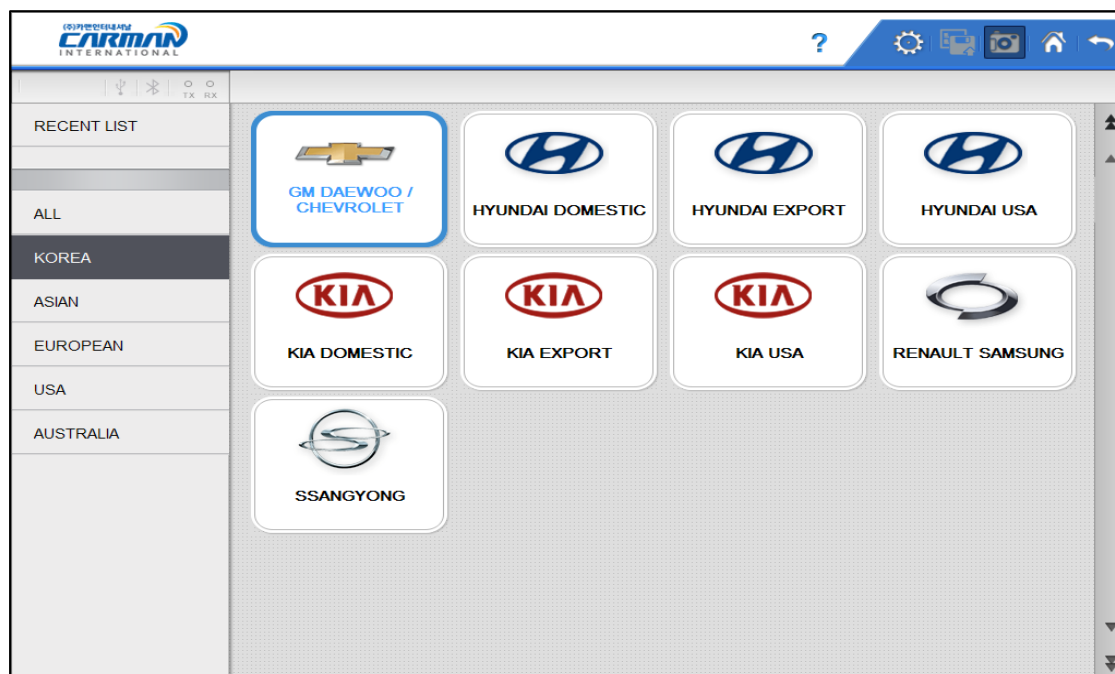 (주)카맨인터내셔날
CARMAN
INTERNATIONAL
?
TX RX
RECENT LIST
ALL
KOREA
ASIAN
EUROPEAN
USA
AUSTRALIA
GM DAEWOO /
CHEVROLET
HYUNDAI DOMESTIC
HYUNDAI EXPORT
HYUNDAI USA
KIA
KIA DOMESTIC
KIA
KIA EXPORT
KIA
KIA USA
RENAULT SAMSUNG
SSANGYONG